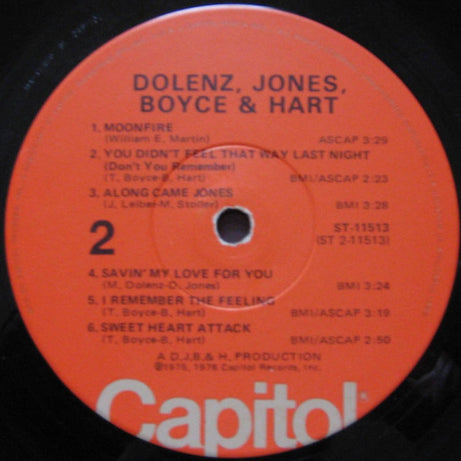 DOLENZ, JONES,
BOYCE & HART
1. MOONFIRE
(William E. Martin) ASCAP 3:29
2. YOU DIDN'T FEEL THAT WAY LAST NIGHT
(Don't You Remember)
(T. Boyce-B. Hart) BMI/ASCAP 2:23
3. ALONG CAME JONES
(J. Leiber-M. Stoller) BMI 3:28
2
ST-11513
(ST 2-11513)
4. SAVIN' MY LOVE FOR YOU
(M. Dolenz-D. Jones) BMI 3:24
5. I REMEMBER THE FEELING
(T. Boyce-B. Hart) BMI/ASCAP 3:19
6. SWEET HEART ATTACK
(T. Boyce-B. Hart) BMI/ASCAP 2:50
A D.J.B.& H. PRODUCTION
℗1975, 1976 Capitol Records, Inc.
Capitol